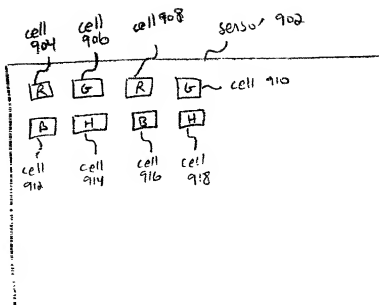 cell 904 cell 906 cell 908 sensor 902
R G R G cell 910
B H B H
cell 912 cell 914 cell 916 cell 918